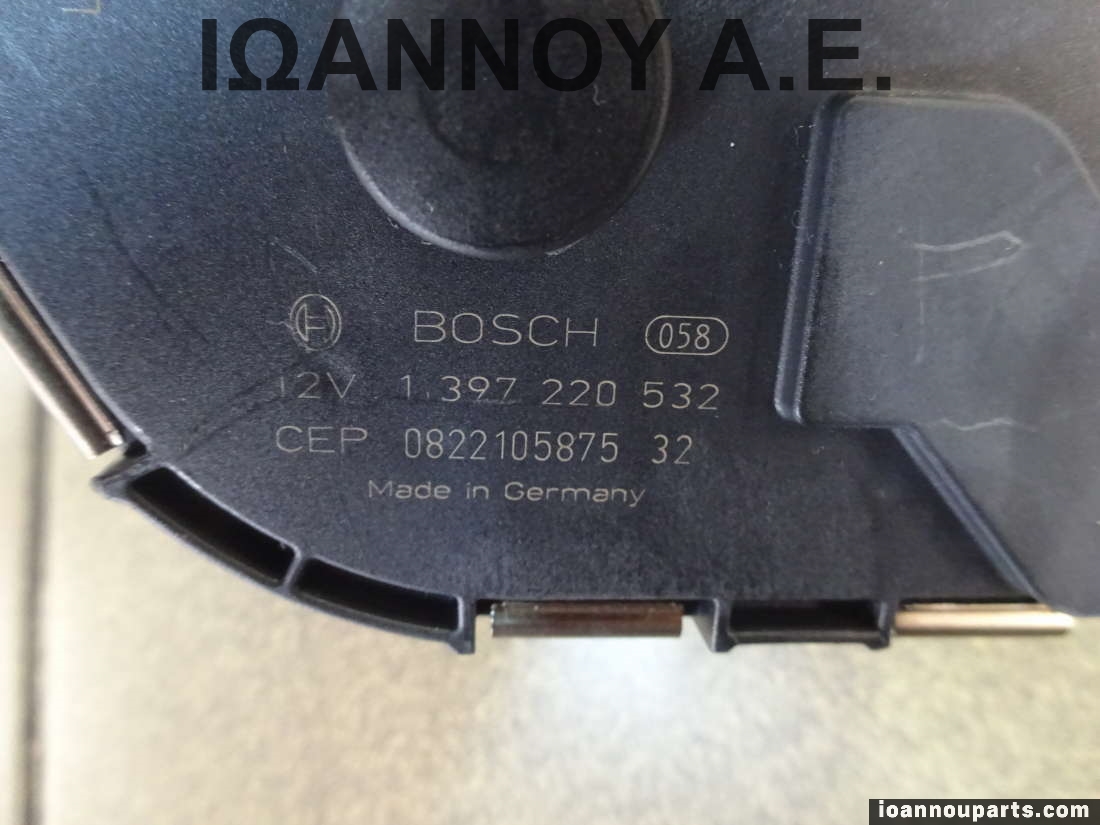 ΙΩΑΝΝΟΥ Α.Ε.
BOSCH 058
12V 1.397 220 532
CEP 0822105875 32
Made in Germany
ioannouparts.com